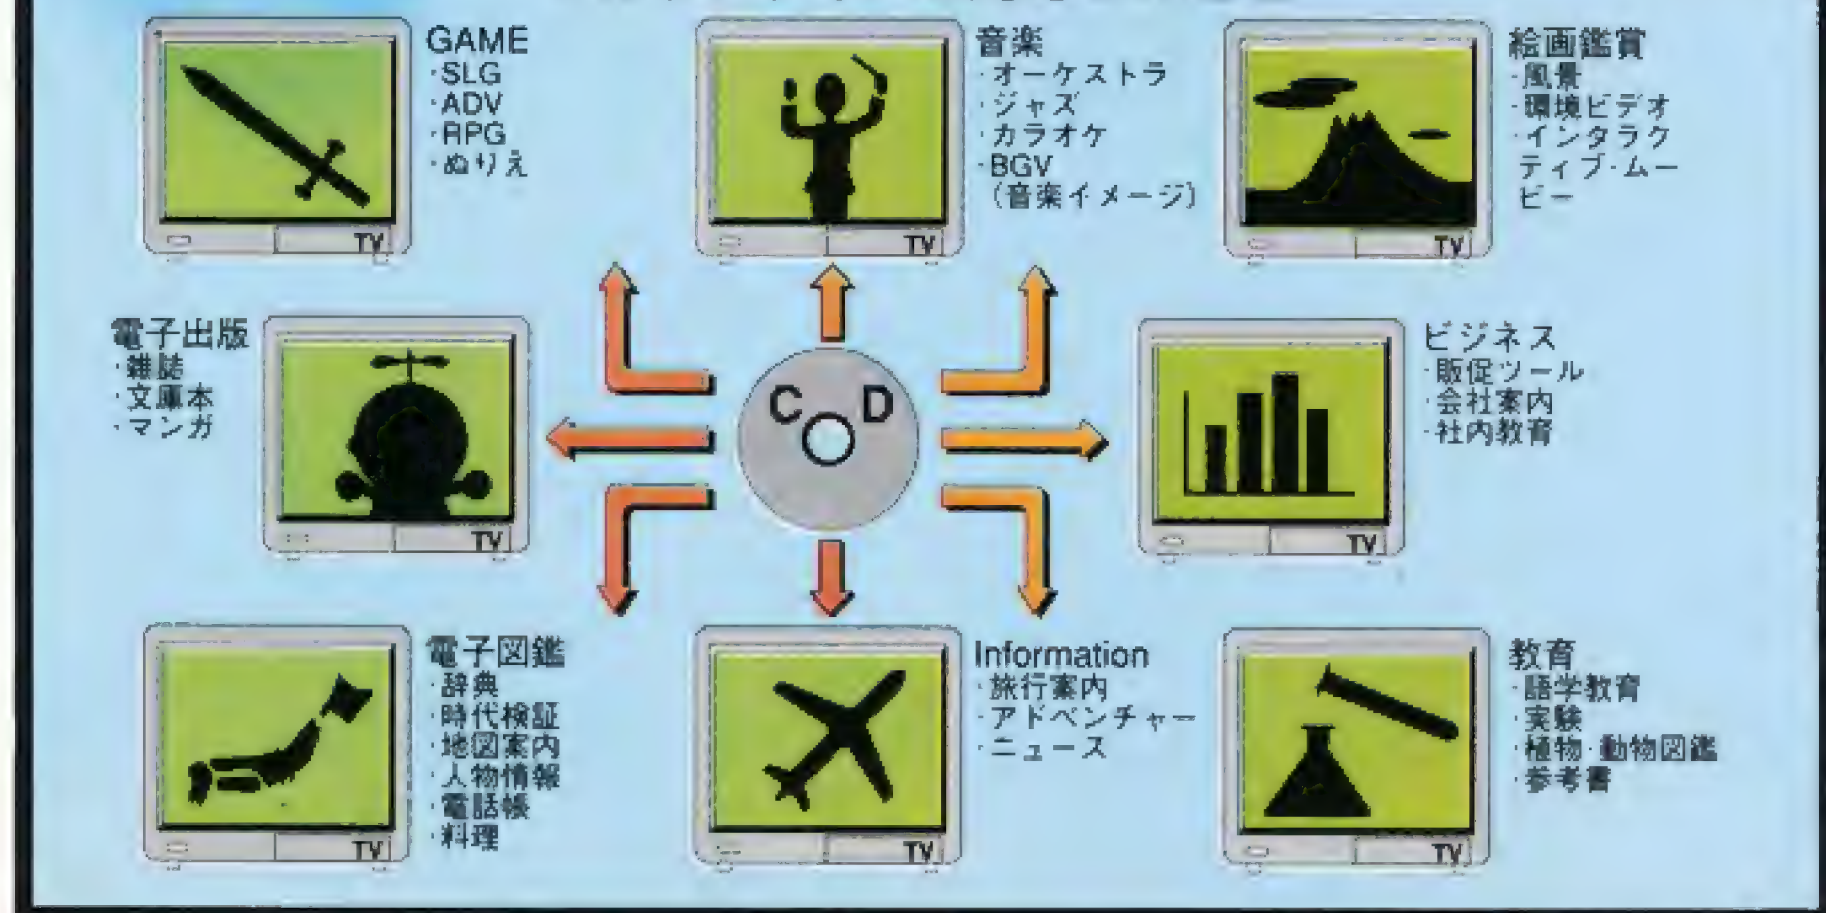 GAME
·SLG
·ADV
·RPG
·ぬりえ
TV
音楽
·オーケストラ
·ジャズ
·カラオケ
·BGV
(音楽イメージ)
TV
絵画鑑賞
·風景
·環境ビデオ
·インタラク
ティブ·ムー
ビー
TV
電子出版
·雑誌
·文庫本
·マンガ
TV
C D
ビジネス
·販促ツール
·会社案内
·社内教育
TV
電子図鑑
·辞典
·時代検証
·地図案内
·人物情報
·電話帳
·料理
TV
Information
·旅行案内
·アドベンチャー
·ニュース
TV
教育
·語学教育
·実験
·植物·動物図鑑
·参考書
TV